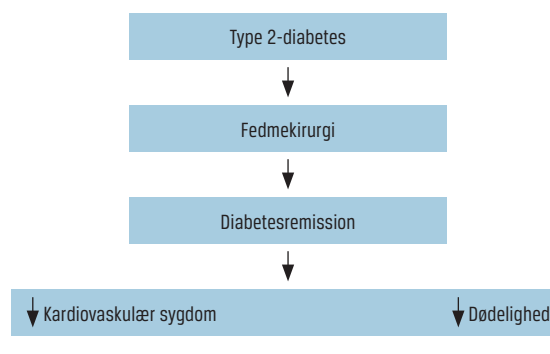 Type 2-diabetes
Fedmekirurgi
Diabetesremission
Kardiovaskulær sygdom Dødelighed